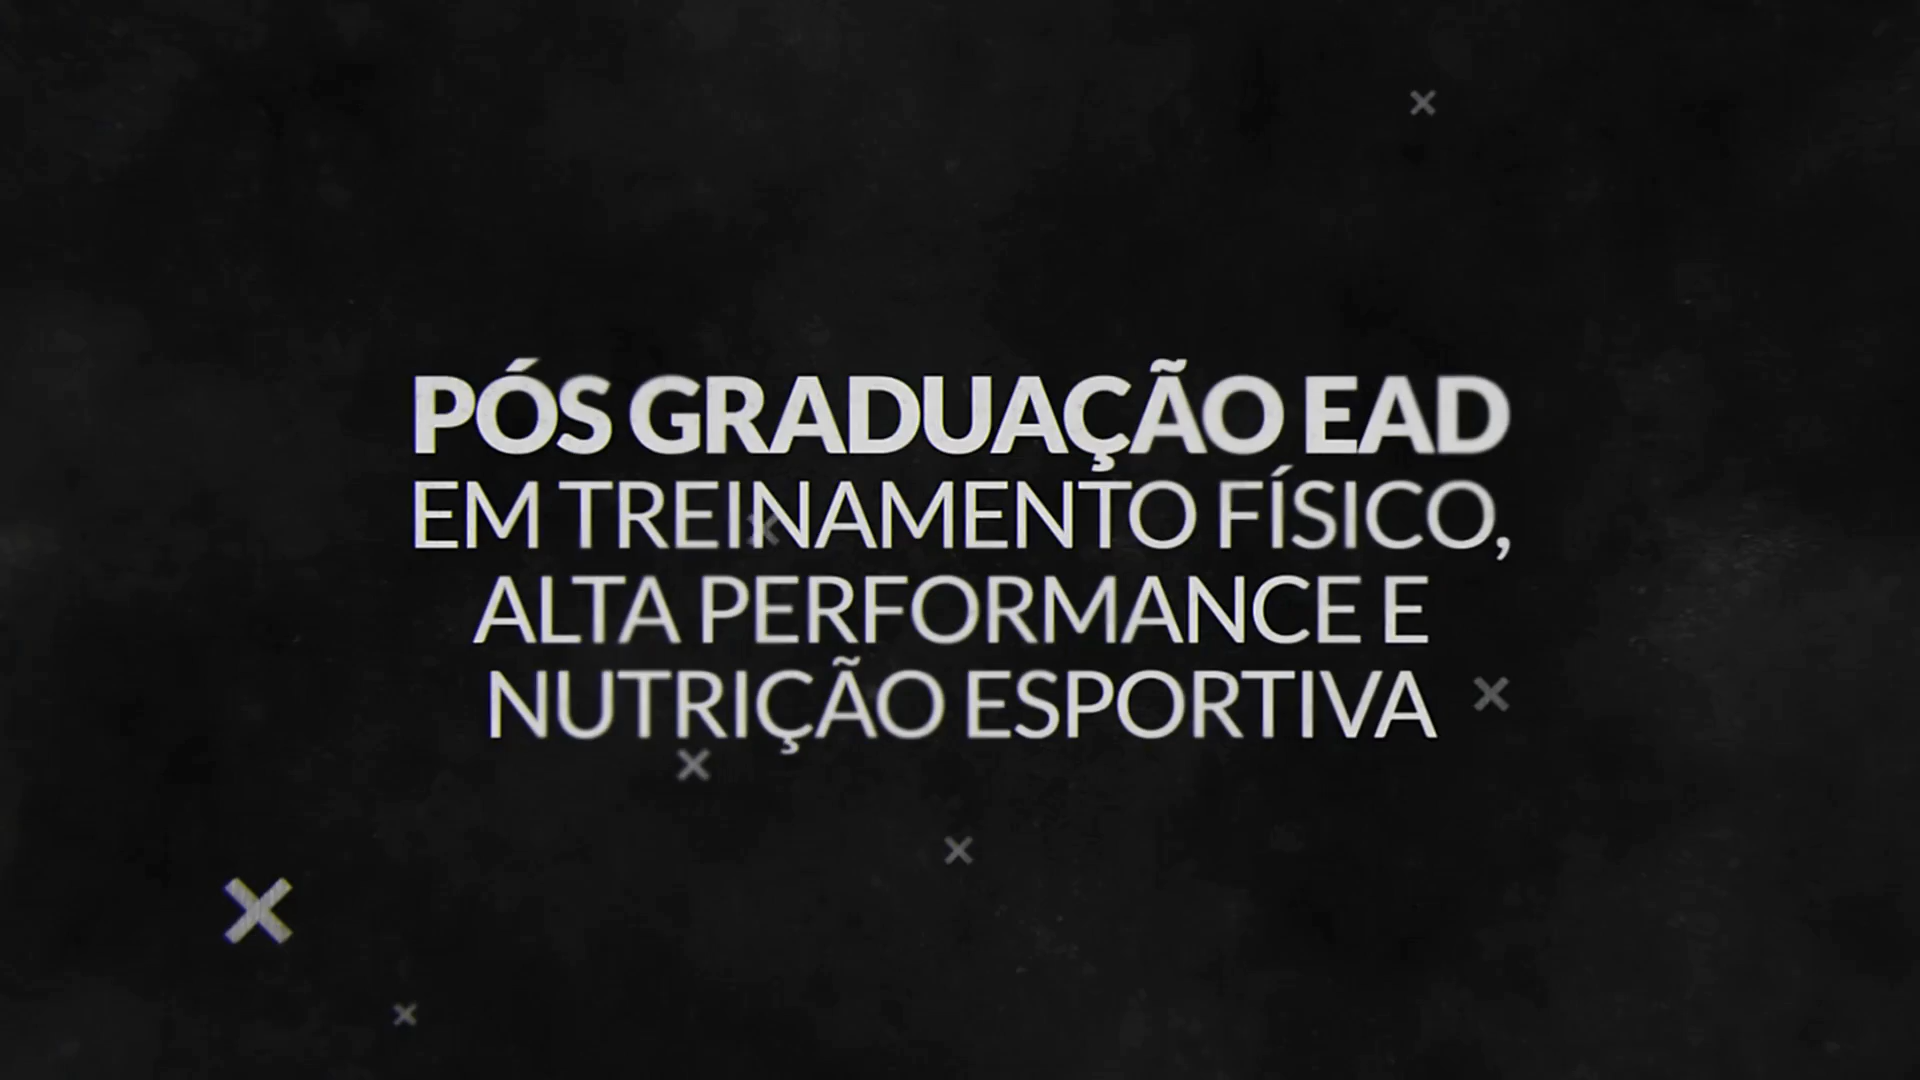 PÓS GRADUAÇÃO EAD
EM TREINAMENTO FÍSICO,
ALTA PERFORMANCE E
NUTRIÇÃO ESPORTIVA